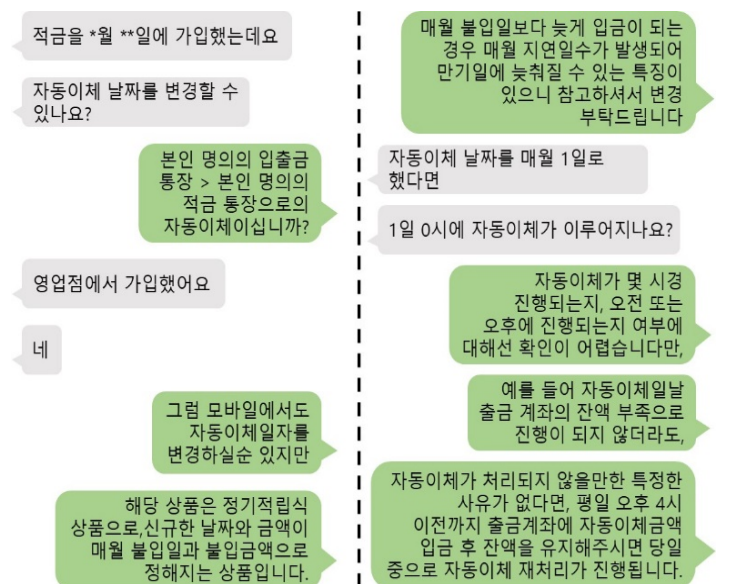 적금을 *월 **일에 가입했는데요
자동이체 날짜를 변경할 수
있나요?
본인 명의의 입출금
통장 > 본인 명의의
적금 통장으로의
자동이체이십니까?
영업점에서 가입했어요
네
그럼 모바일에서도
자동이체일자를
변경하실순 있지만
해당 상품은 정기적립식
상품으로,신규한 날짜와 금액이
매월 불입일과 불입금액으로
정해지는 상품입니다.
매월 불입일보다 늦게 입금이 되는
경우 매월 지연일수가 발생되어
만기일에 늦춰질 수 있는 특징이
있으니 참고하셔서 변경
부탁드립니다
자동이체 날짜를 매월 1일로
했다면
1일 0시에 자동이체가 이루어지나요?
자동이체가 몇 시경
진행되는지, 오전 또는
오후에 진행되는지 여부에
대해선 확인이 어렵습니다만,
예를 들어 자동이체일날
출금 계좌의 잔액 부족으로
진행이 되지 않더라도,
자동이체가 처리되지 않을만한 특정한
사유가 없다면, 평일 오후 4시
이전까지 출금계좌에 자동이체금액
입금 후 잔액을 유지해주시면 당일
중으로 자동이체 재처리가 진행됩니다.